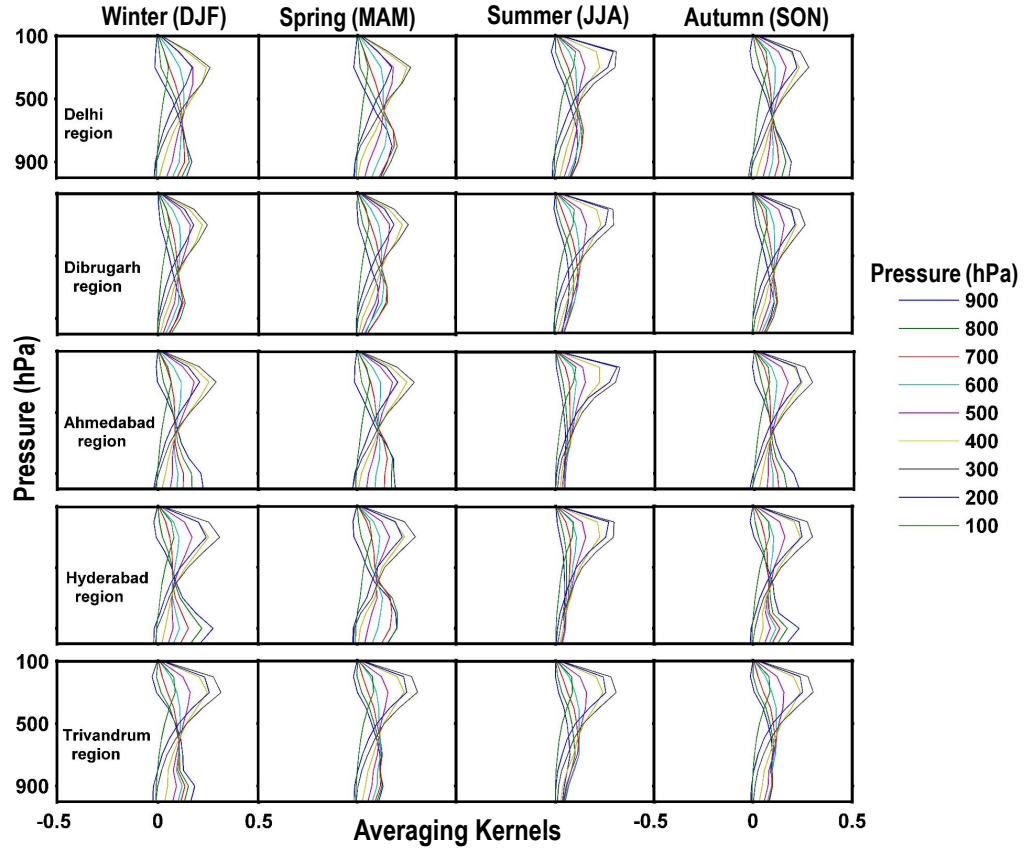 Winter (DJF)
Spring (MAM)
Summer (JJA)
Autumn (SON)
100
500
900
Delhi
region
Dibrugarh
region
Ahmedabad
region
Hyderabad
region
100
500
900
Trivandrum
region
Pressure (hPa)
-0.5
0
0.5
0
-0.5
0
0.5
Averaging Kernels
Pressure (hPa)
900
800
700
600
500
400
300
200
100